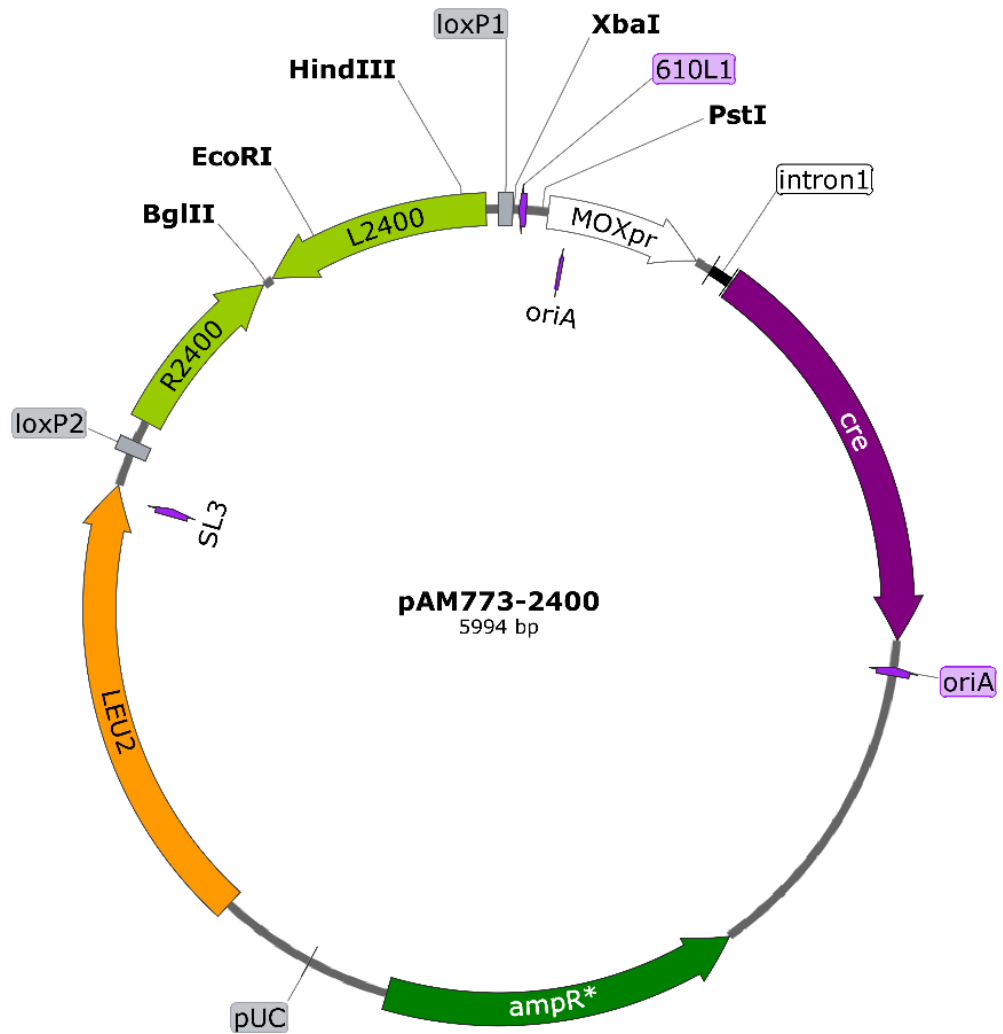 loxP1
XbaI
HindIII
610L1
PstI
EcoRI
intron1
BglII
L2400
MOXpr
oriA
R2400
cre
loxP2
SL3
pAM773-2400
5994 bp
oriA
LEU2
ampR*
pUC